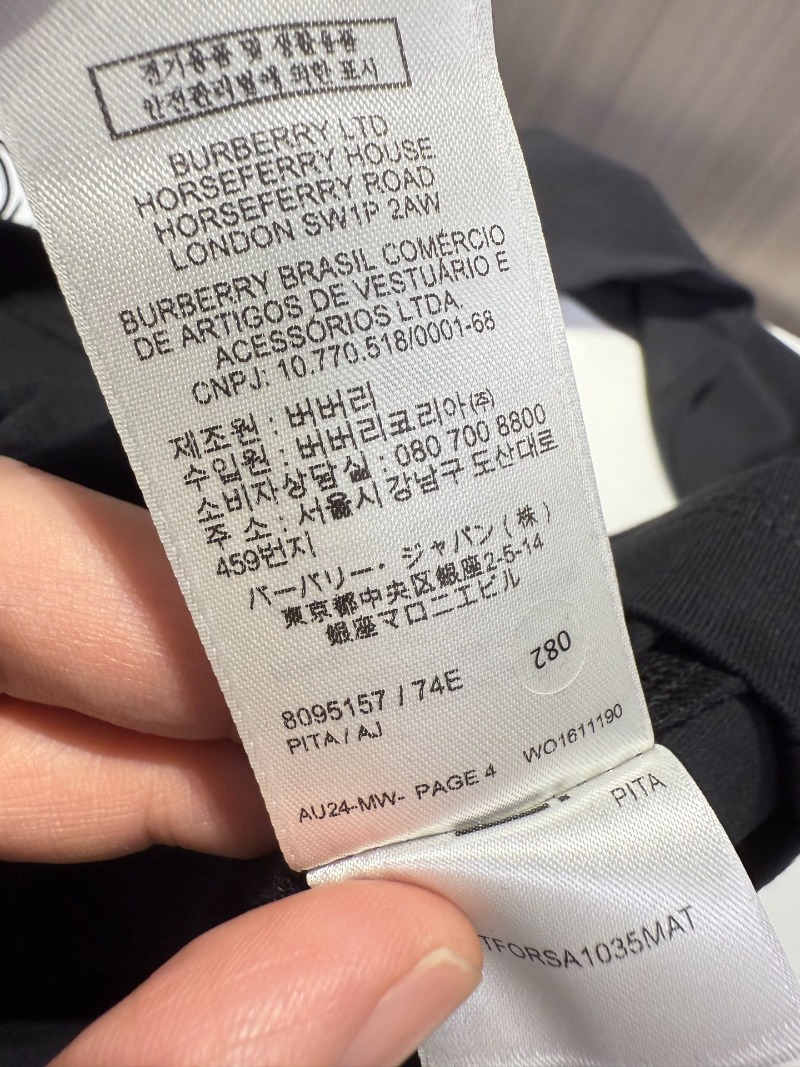 전기용품 및 생활용품
안전관리법에 의한 표시
BURBERRY LTD
HORSEFERRY HOUSE
HORSEFERRY ROAD
LONDON SW1P 2AW
BURBERRY BRASIL COMÉRCIO
DE ARTIGOS DE VESTUÁRIO E
ACESSÓRIOS LTDA
CNPJ: 10.770.518/0001-68
제조원 : 버버리
수입원 : 버버리코리아(주)
소비자상담실 : 080 700 8800
주 소 : 서울시 강남구 도산대로
459번지
バーバリー・ジャパン(株)
東京都中央区銀座2-5-14
銀座マロニエビル
082
8095157 / 74E
PITA / AJ
AU24-MW- PAGE 4 WO1611190
PITA
TFORSA1035MAT